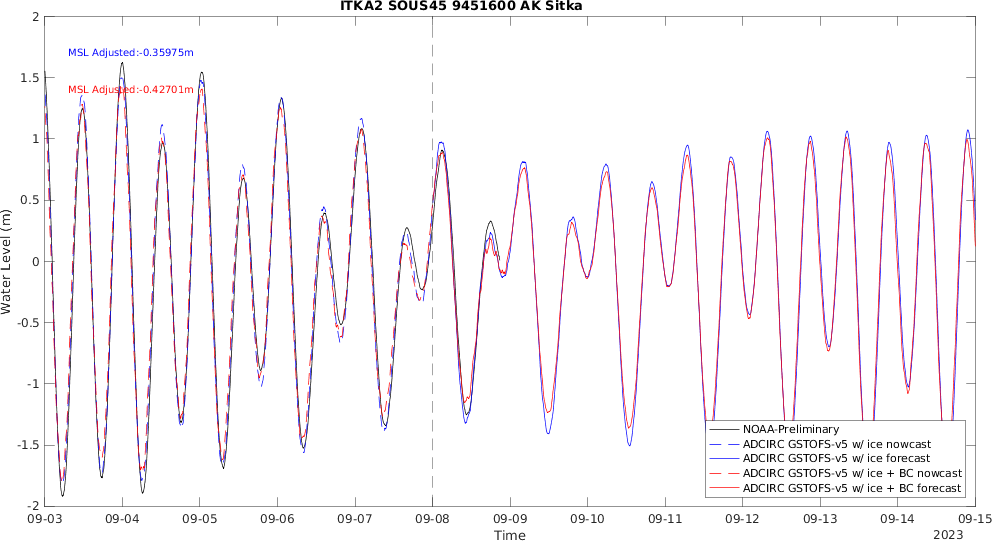 ITKA2 SOUS45 9451600 AK Sitka
MSL Adjusted:-0.35975m
MSL Adjusted:-0.42701m
Water Level (m)
2
1.5
1
0.5
0
-0.5
-1
-1.5
-2
NOAA-Preliminary
ADCIRC GSTOFS-v5 w/ ice nowcast
ADCIRC GSTOFS-v5 w/ ice forecast
ADCIRC GSTOFS-v5 w/ ice + BC nowcast
ADCIRC GSTOFS-v5 w/ ice + BC forecast
09-03 09-04 09-05 09-06 09-07 09-08 09-09 09-10 09-11 09-12 09-13 09-14 09-15
Time
2023